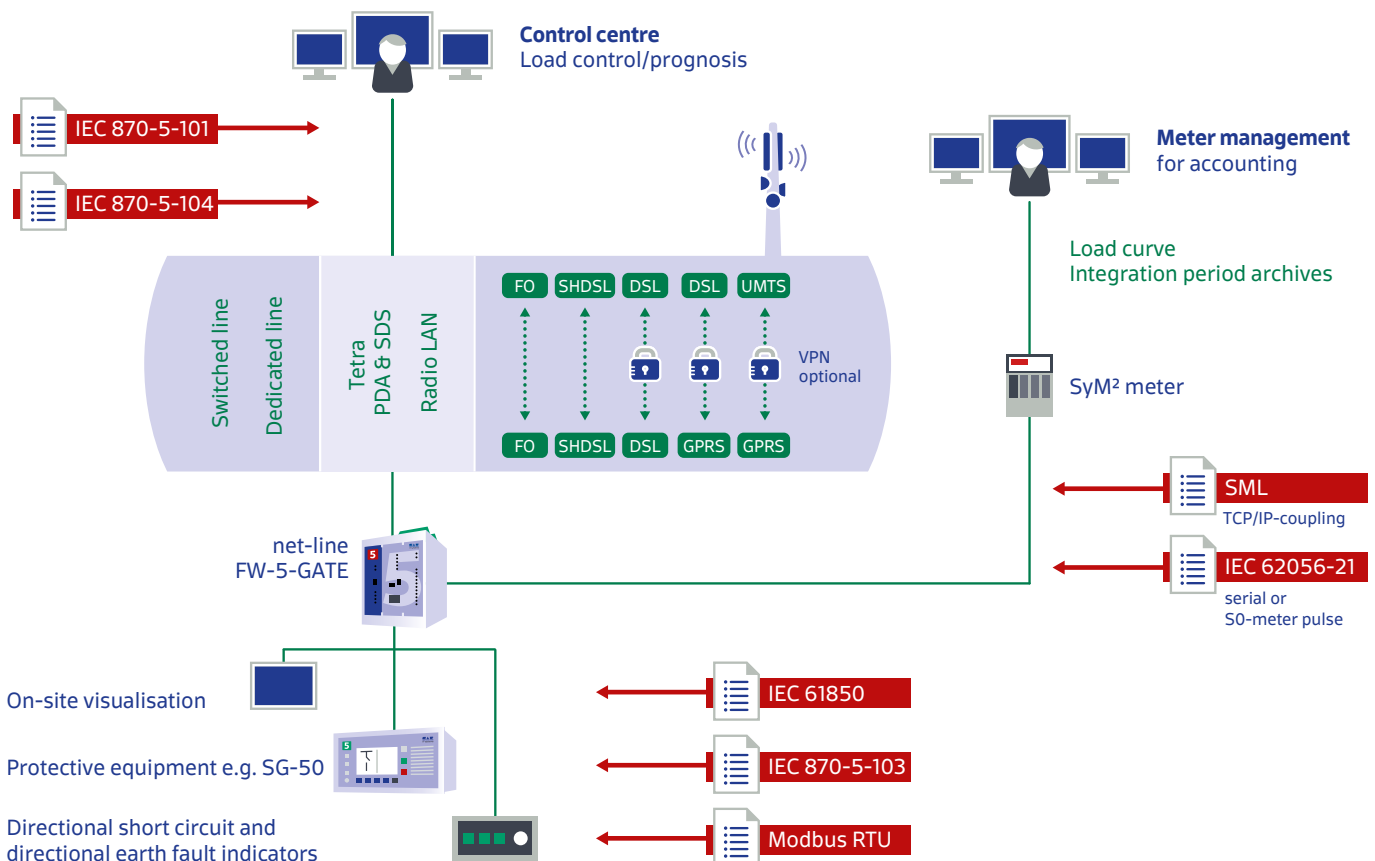 Control centre
Load control/prognosis
IEC 870-5-101
IEC 870-5-104
Meter management
for accounting
Load curve
Integration period archives
Switched line
Dedicated line
Tetra
PDA & SDS
Radio LAN
FO SHDSL DSL DSL UMTS
VPN
optional
FO SHDSL DSL GPRS GPRS
SyM² meter
SML
TCP/IP-coupling
IEC 62056-21
serial or
S0-meter pulse
net-line
FW-5-GATE
5
5
On-site visualisation
IEC 61850
5
Protective equipment e.g. SG-50
IEC 870-5-103
Directional short circuit and
directional earth fault indicators
Modbus RTU